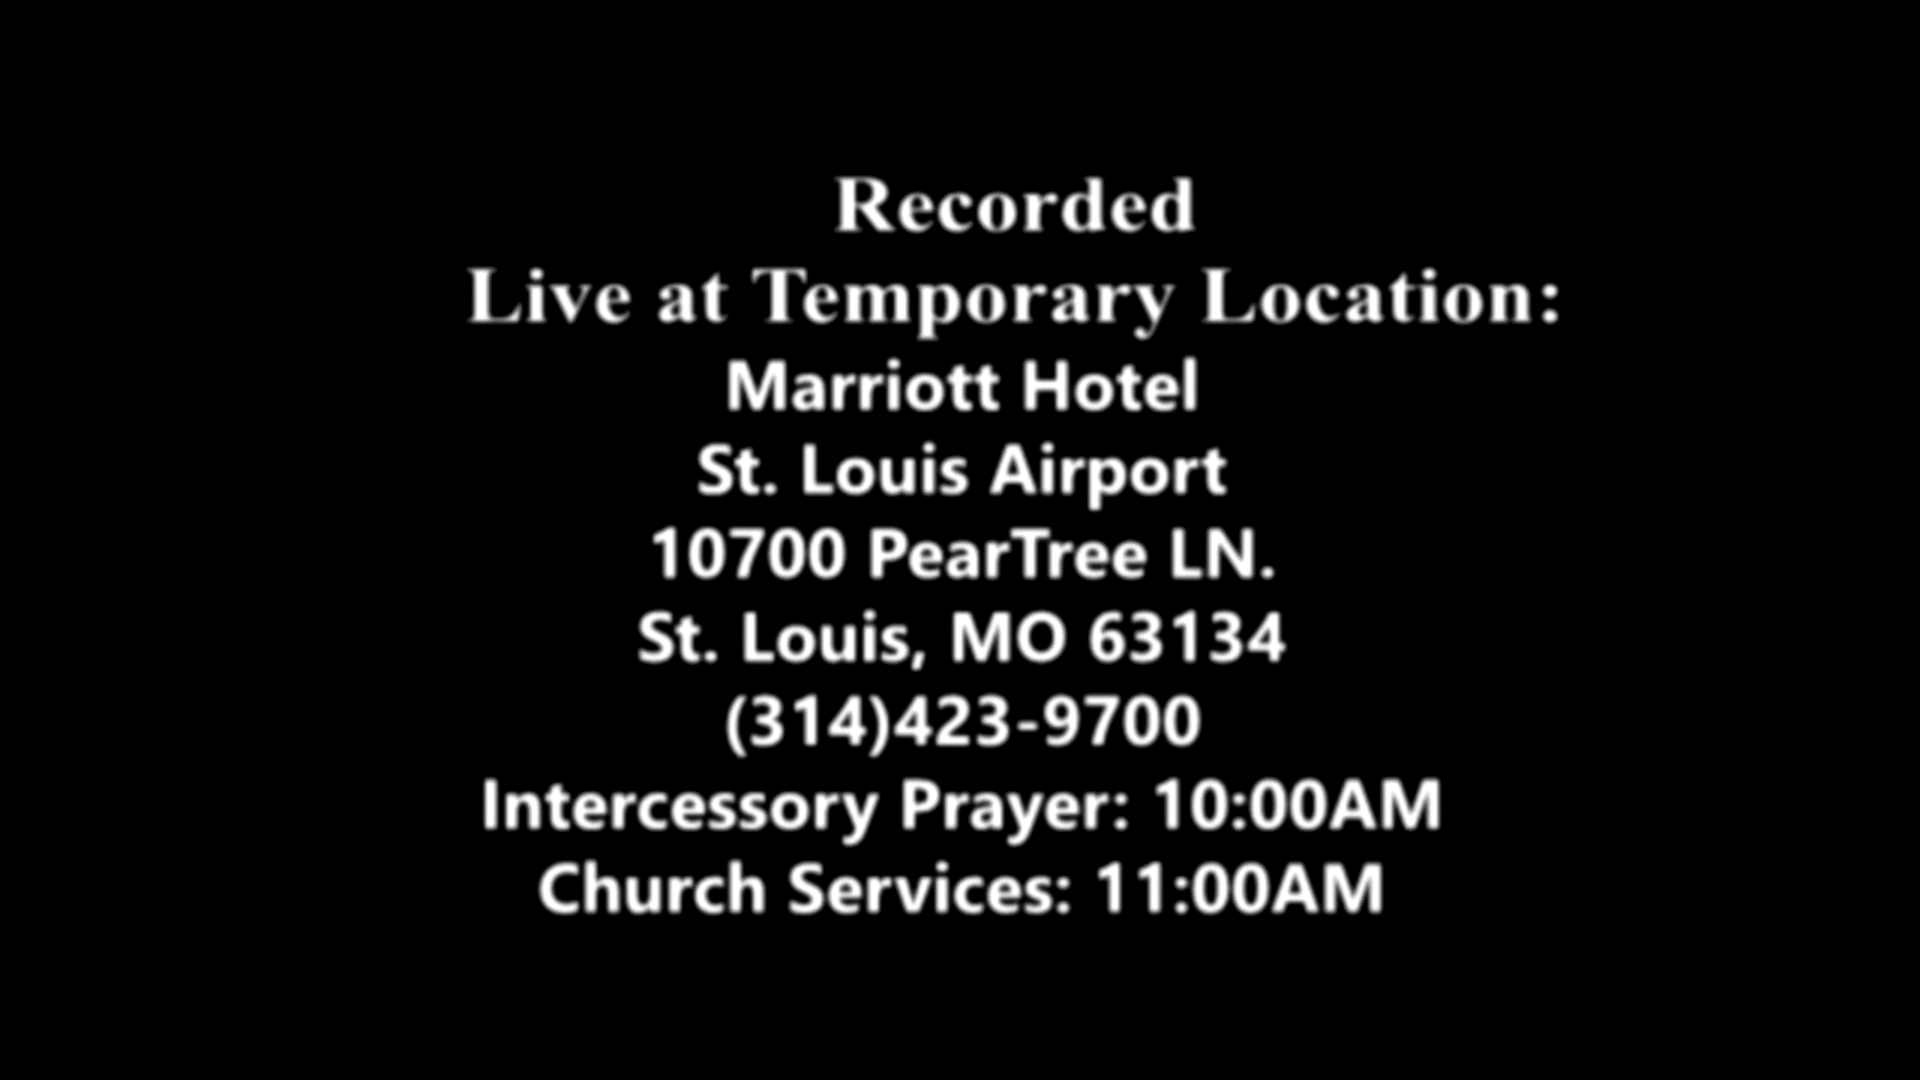 Recorded
Live at Temporary Location:
Marriott Hotel
St. Louis Airport
10700 PearTree LN.
St. Louis, MO 63134
(314)423-9700
Intercessory Prayer: 10:00AM
Church Services: 11:00AM